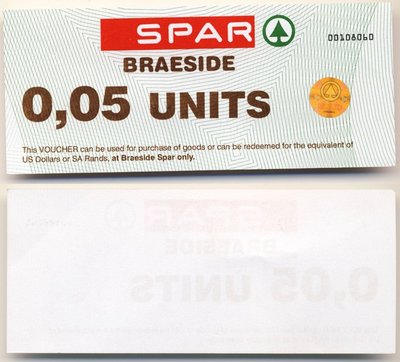 SPAR
00108060
BRAESIDE
0,05 UNITS
This VOUCHER can be used for purchase of goods or can be redeemed for the equivalent of
US Dollars or SA Rands, at Braeside Spar only.